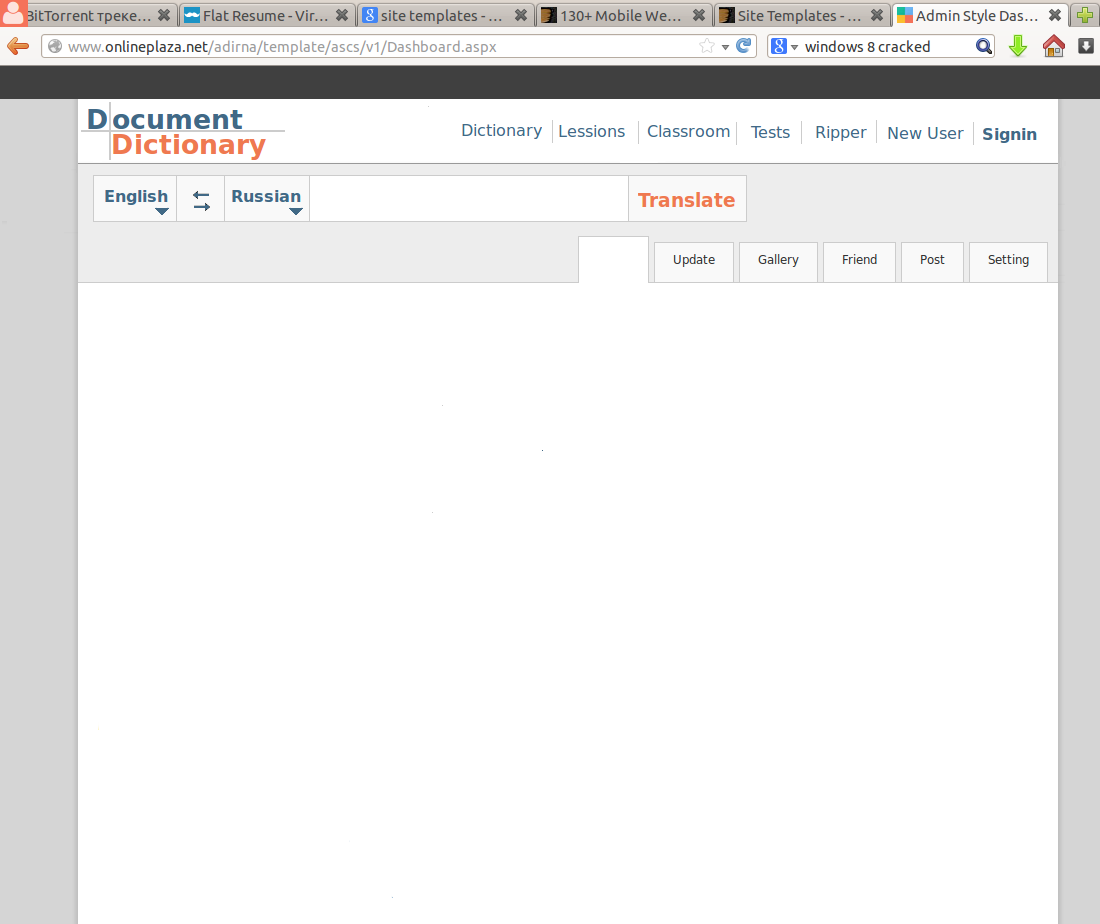 BitTorrent треке... Flat Resume - Vir... site templates - ... 130+ Mobile We... Site Templates - ... Admin Style Das...
www.onlineplaza.net/adirna/template/ascs/v1/Dashboard.aspx windows 8 cracked
Document
Dictionary
Dictionary Lessions Classroom Tests Ripper New User Signin
English Russian Translate
Update Gallery Friend Post Setting